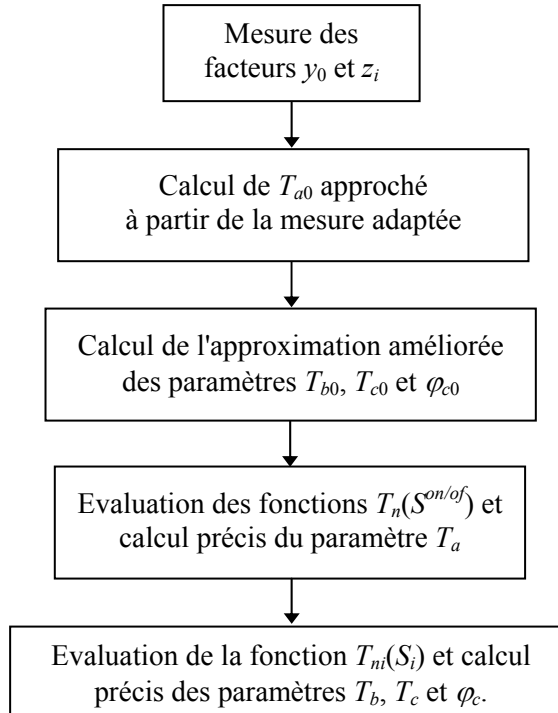 Mesure des
facteurs y0 et zi
Calcul de Ta0 approché
à partir de la mesure adaptée
Calcul de l'approximation améliorée
des paramètres Tb0, Tc0 et φc0
Evaluation des fonctions Tn(S^on/of) et
calcul précis du paramètre Ta
Evaluation de la fonction Tni(Si) et calcul
précis des paramètres Tb, Tc et φc.